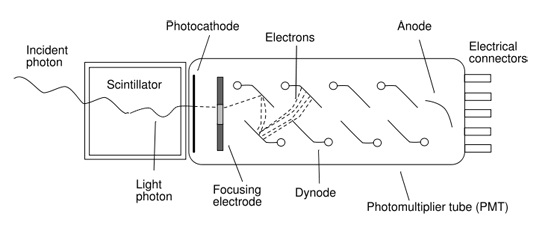 Photocathode
Anode
Electrons
Incident
photon
Electrical
connectors
Scintillator
Light
photon
Focusing
electrode
Dynode
Photomultiplier tube (PMT)